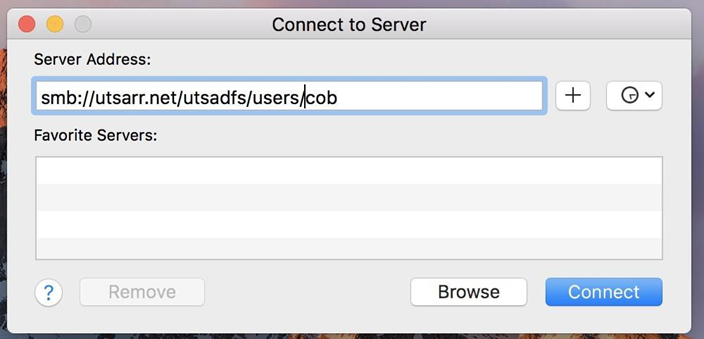 Connect to Server
Server Address:
smb://utsarr.net/utsadfs/users/cob
Favorite Servers:
?
Remove
Browse
Connect